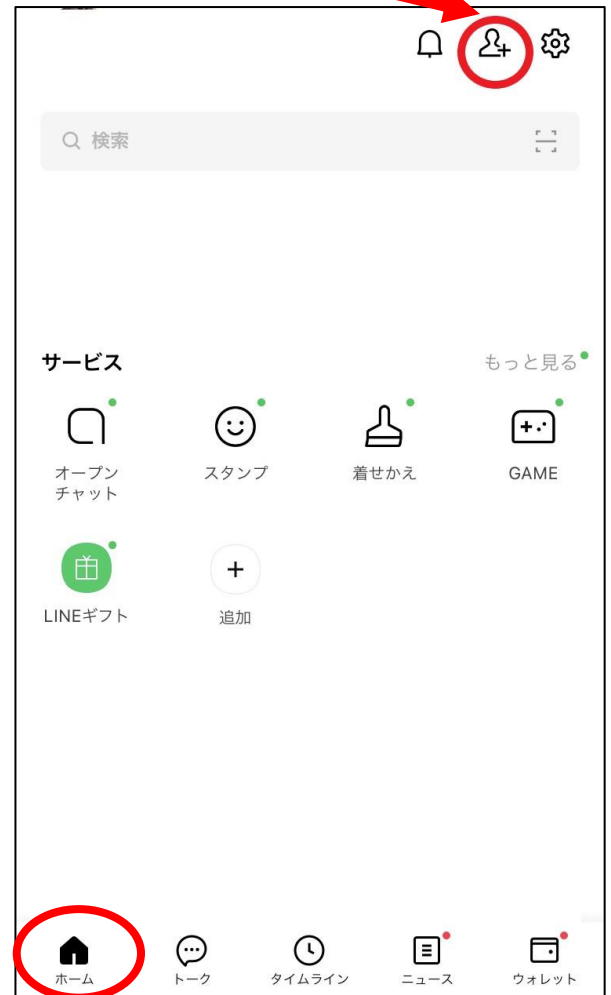 検索
サービス
もっと見る
オープン
チャット
スタンプ
着せかえ
GAME
LINEギフト
追加
ホーム
トーク
タイムライン
ニュース
ウォレット